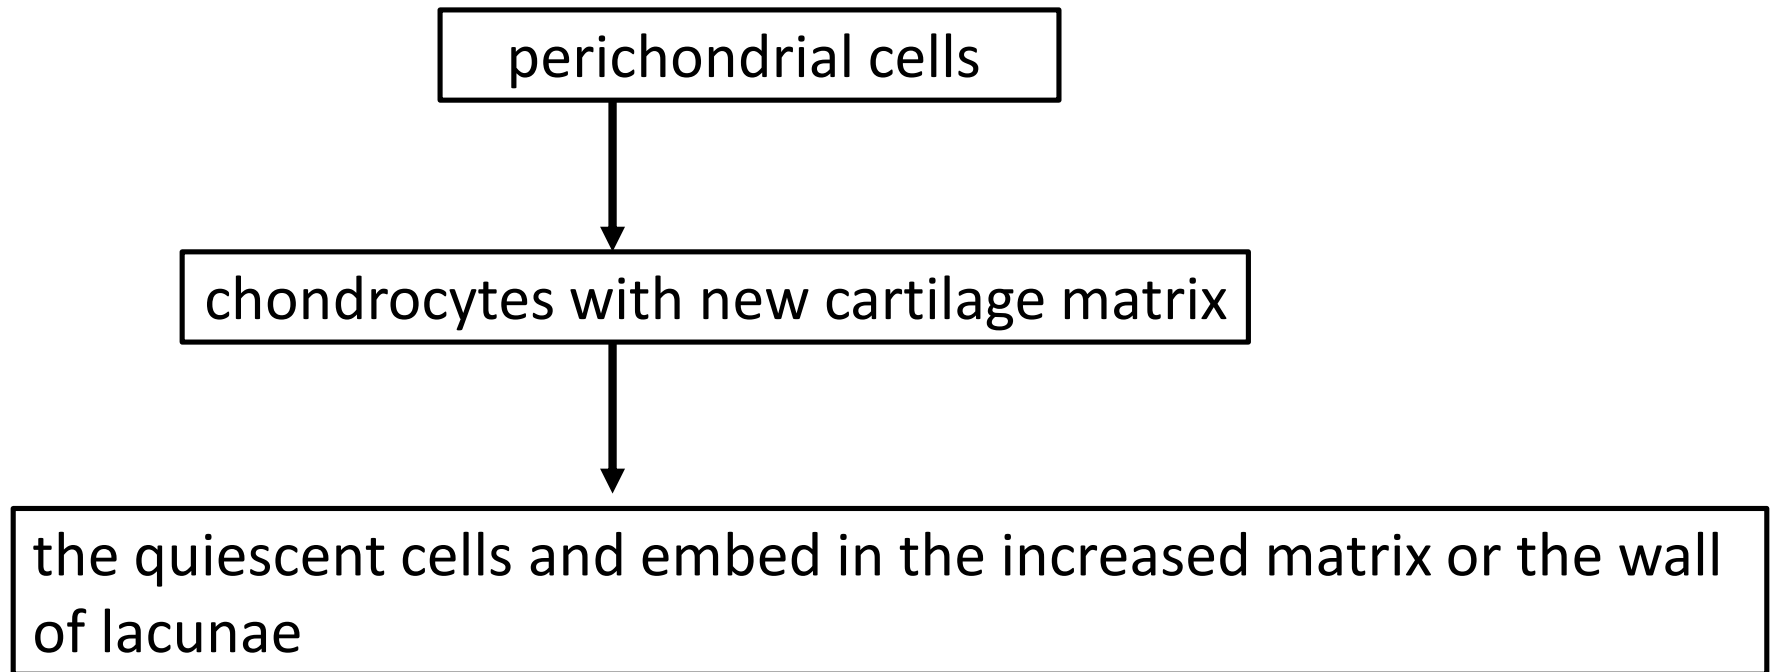 perichondrial cells
chondrocytes with new cartilage matrix
the quiescent cells and embed in the increased matrix or the wall
of lacunae